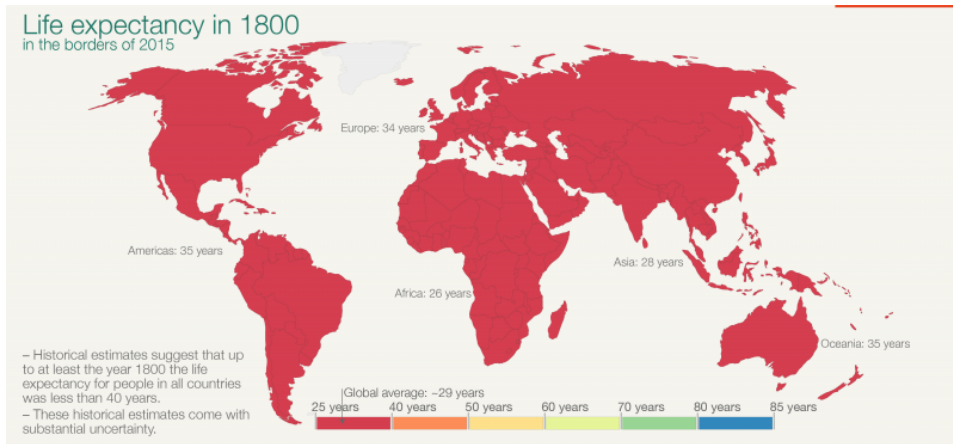 Life expectancy in 1800
in the borders of 2015
Europe: 34 years
Americas: 35 years
Asia: 28 years
Africa: 26 years
Oceania: 35 years
– Historical estimates suggest that up
to at least the year 1800 the life
expectancy for people in all countries
was less than 40 years.
– These historical estimates come with
substantial uncertainty.
Global average: ~29 years
25 years 40 years 50 years 60 years 70 years 80 years 85 years